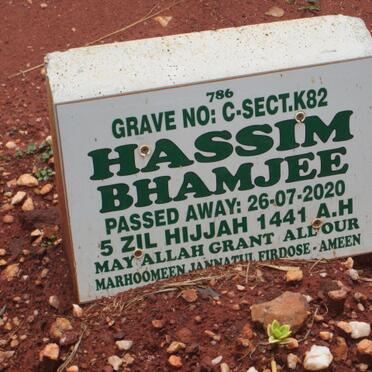 786
GRAVE NO: C-SECT.K82
HASSIM
BHAMJEE
PASSED AWAY: 26-07-2020
5 ZIL HIJJAH 1441 A.H
MAY ALLAH GRANT ALL OUR
MARHOOMEEN JANNATUL FIRDOSE - AMEEN